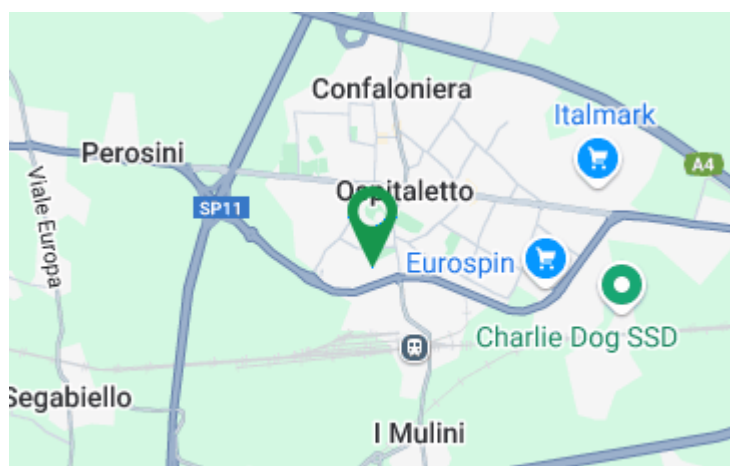 Confaloniera
Italmark
Perosini
A4
Viale Europa
Ospitaletto
SP11
Eurospin
Charlie Dog SSD
Segabiello
I Mulini